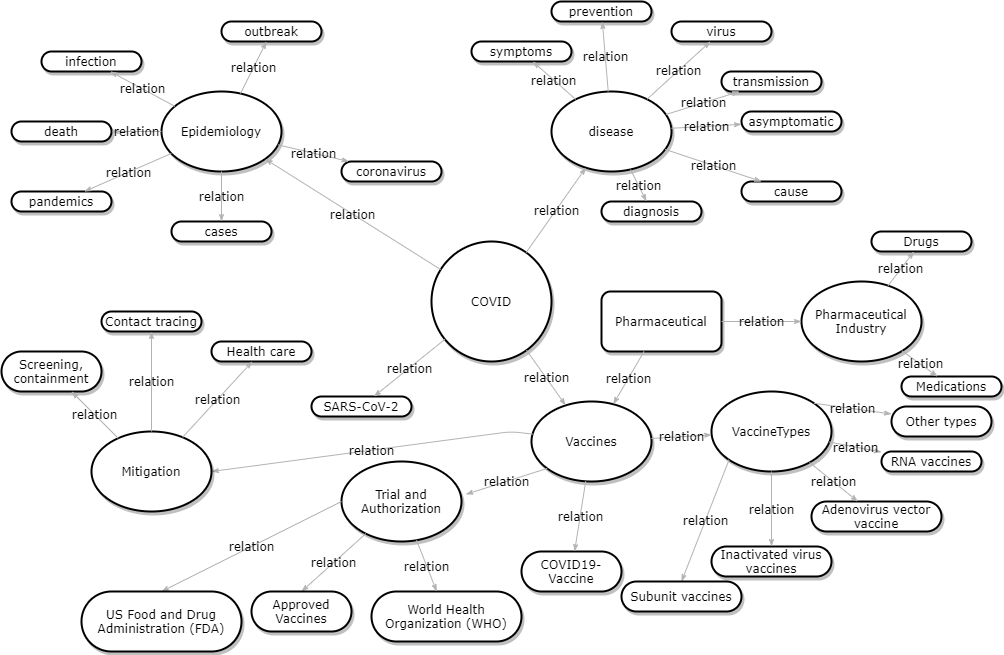 prevention
outbreak
virus
symptoms
relation
relation
infection
relation
relation
relation
transmission
relation
relation
death
relation
Epidemiology
disease
relation
asymptomatic
relation
coronavirus
relation
relation
cause
pandemics
relation
relation
diagnosis
relation
relation
cases
Drugs
relation
COVID
Contact tracing
Pharmaceutical
relation
Pharmaceutical
Industry
Health care
Screening,
containment
relation
relation
relation
relation
relation
relation
Medications
relation
SARS-CoV-2
relation
relation
Other types
Vaccines
relation
VaccineTypes
relation
relation
RNA vaccines
Mitigation
relation
relation
Trial and
Authorization
relation
Adenovirus vector
vaccine
relation
relation
relation
relation
relation
COVID19-
Vaccine
Inactivated virus
vaccines
Subunit vaccines
US Food and Drug
Administration (FDA)
Approved
Vaccines
World Health
Organization (WHO)